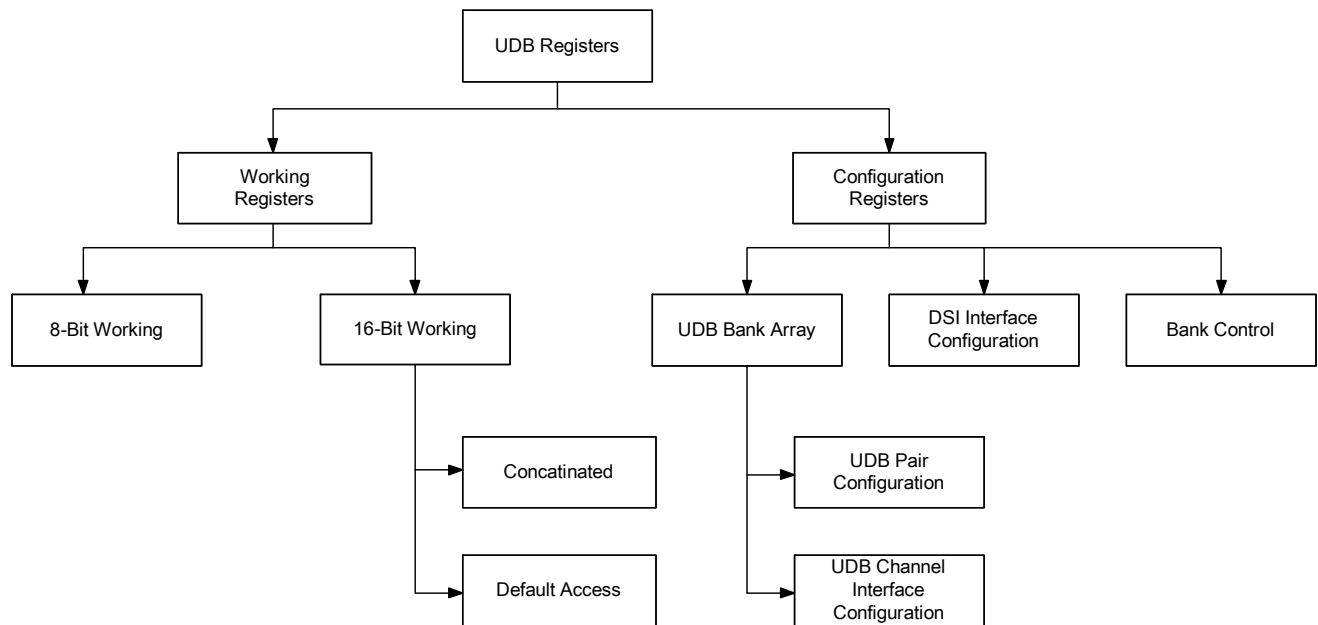 UDB Registers
Working
Registers
Configuration
Registers
8-Bit Working
16-Bit Working
UDB Bank Array
DSI Interface
Configuration
Bank Control
Concatinated
UDB Pair
Configuration
Default Access
UDB Channel
Interface
Configuration